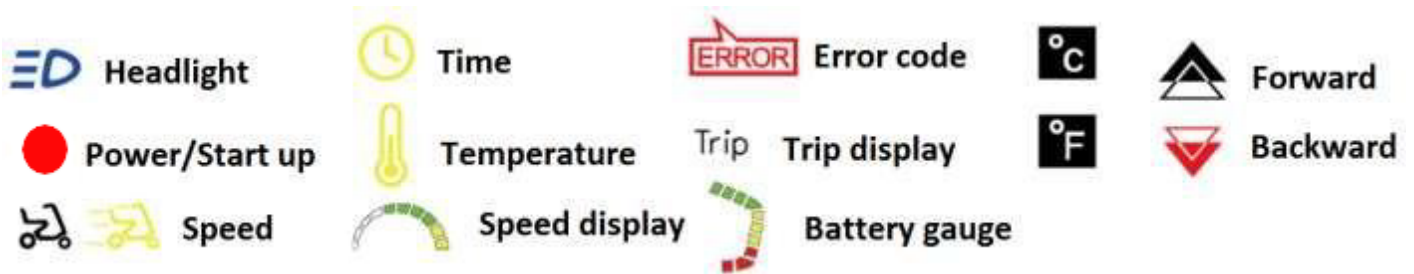 Headlight
Time
ERROR Error code
°C
Forward
Power/Start up
Temperature
Trip Trip display
°F
Backward
Speed
Speed display
Battery gauge